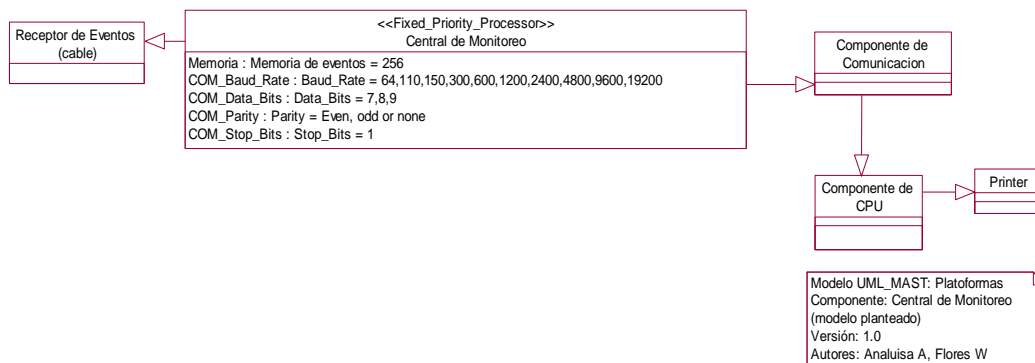 Receptor de Eventos
(cable)
<<Fixed_Priority_Processor>>
Central de Monitoreo
Memoria : Memoria de eventos = 256
COM_Baud_Rate : Baud_Rate = 64,110,150,300,600,1200,2400,4800,9600,19200
COM_Data_Bits : Data_Bits = 7,8,9
COM_Parity : Parity = Even, odd or none
COM_Stop_Bits : Stop_Bits = 1
Componente de
Comunicacion
Componente de
CPU
Printer
Modelo UML_MAST: Platoformas
Componente: Central de Monitoreo
(modelo planteado)
Versión: 1.0
Autores: Analuisa A, Flores W